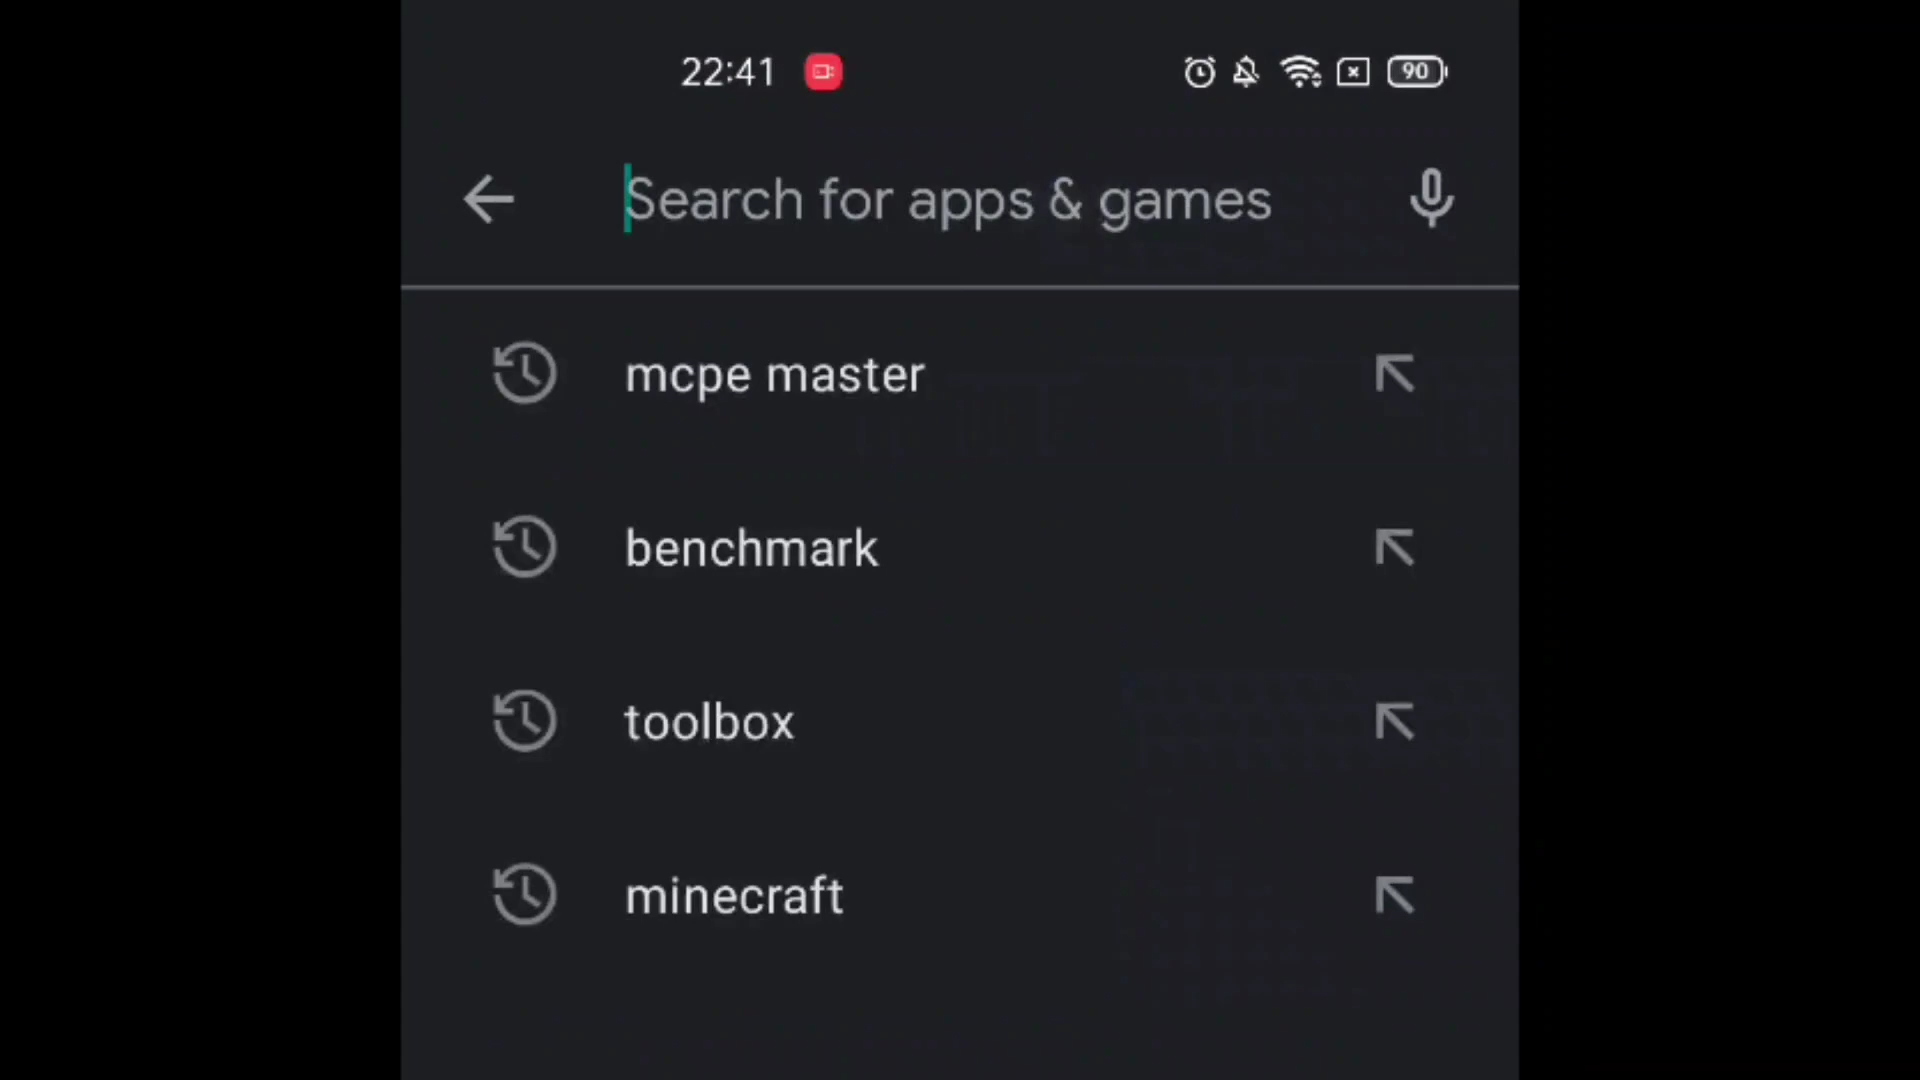 22:41
90
Search for apps & games
mcpe master
benchmark
toolbox
minecraft